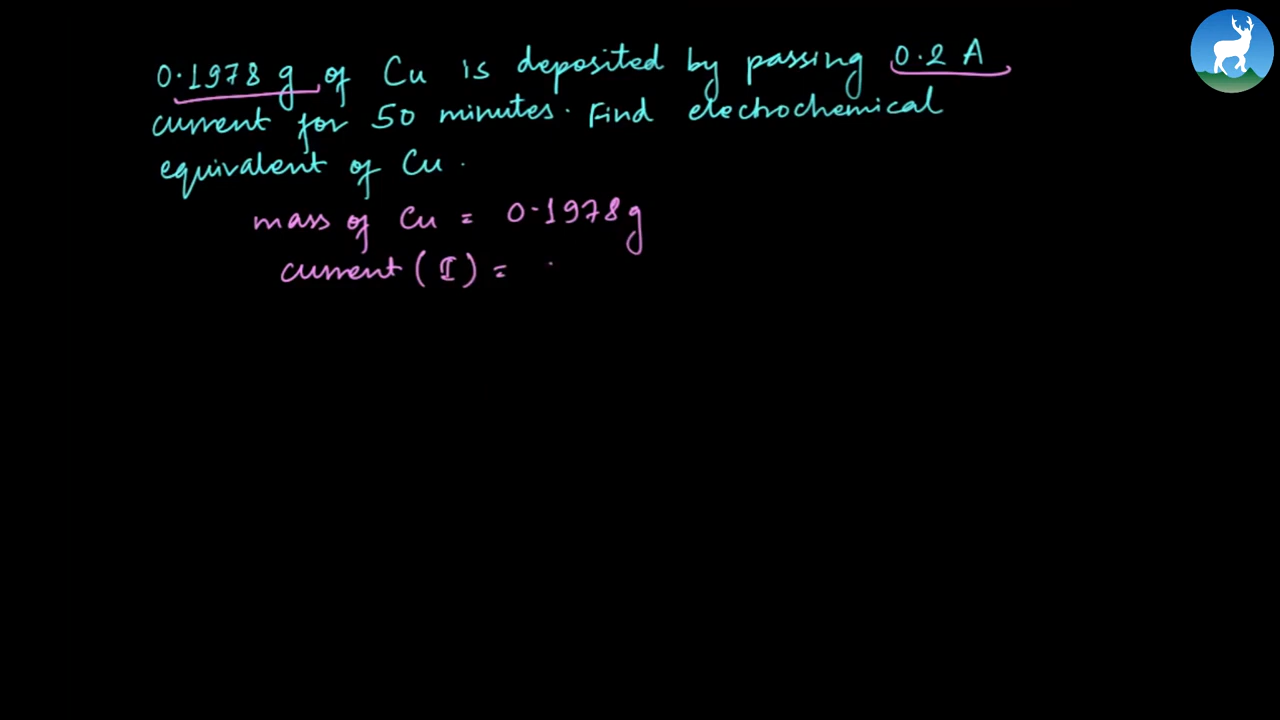 0.1978 g of Cu is deposited by passing 0.2 A
current for 50 minutes. Find electrochemical
equivalent of Cu.
mass of Cu = 0.1978g
current (I) = .